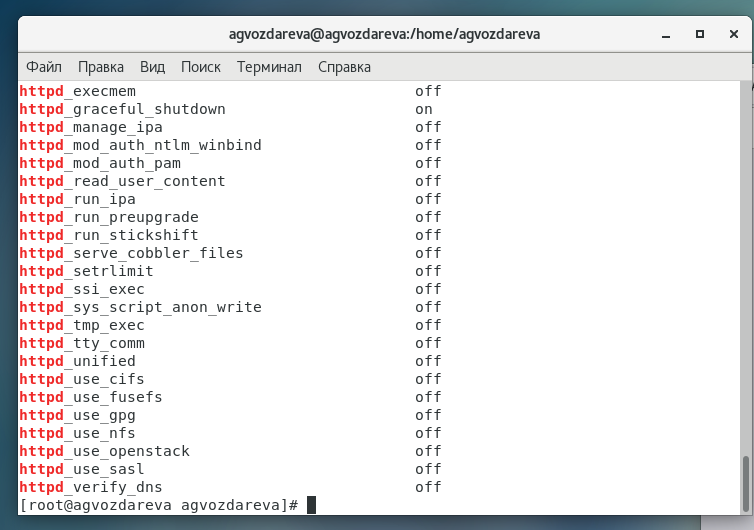 agvozdareva@agvozdareva:/home/agvozdareva
Файл Правка Вид Поиск Терминал Справка
httpd_execmem off
httpd_graceful_shutdown on
httpd_manage_ipa off
httpd_mod_auth_ntlm_winbind off
httpd_mod_auth_pam off
httpd_read_user_content off
httpd_run_ipa off
httpd_run_preupgrade off
httpd_run_stickshift off
httpd_serve_cobbler_files off
httpd_setrlimit off
httpd_ssi_exec off
httpd_sys_script_anon_write off
httpd_tmp_exec off
httpd_tty_comm off
httpd_unified off
httpd_use_cifs off
httpd_use_fusefs off
httpd_use_gpg off
httpd_use_nfs off
httpd_use_openstack off
httpd_use_sasl off
httpd_verify_dns off
[root@agvozdareva agvozdareva]#